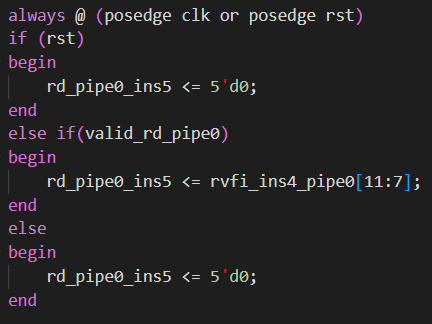 always @ (posedge clk or posedge rst)
if (rst)
begin
    rd_pipe0_ins5 <= 5'd0;
end
else if(valid_rd_pipe0)
begin
    rd_pipe0_ins5 <= rvfi_ins4_pipe0[11:7];
end
else
begin
    rd_pipe0_ins5 <= 5'd0;
end